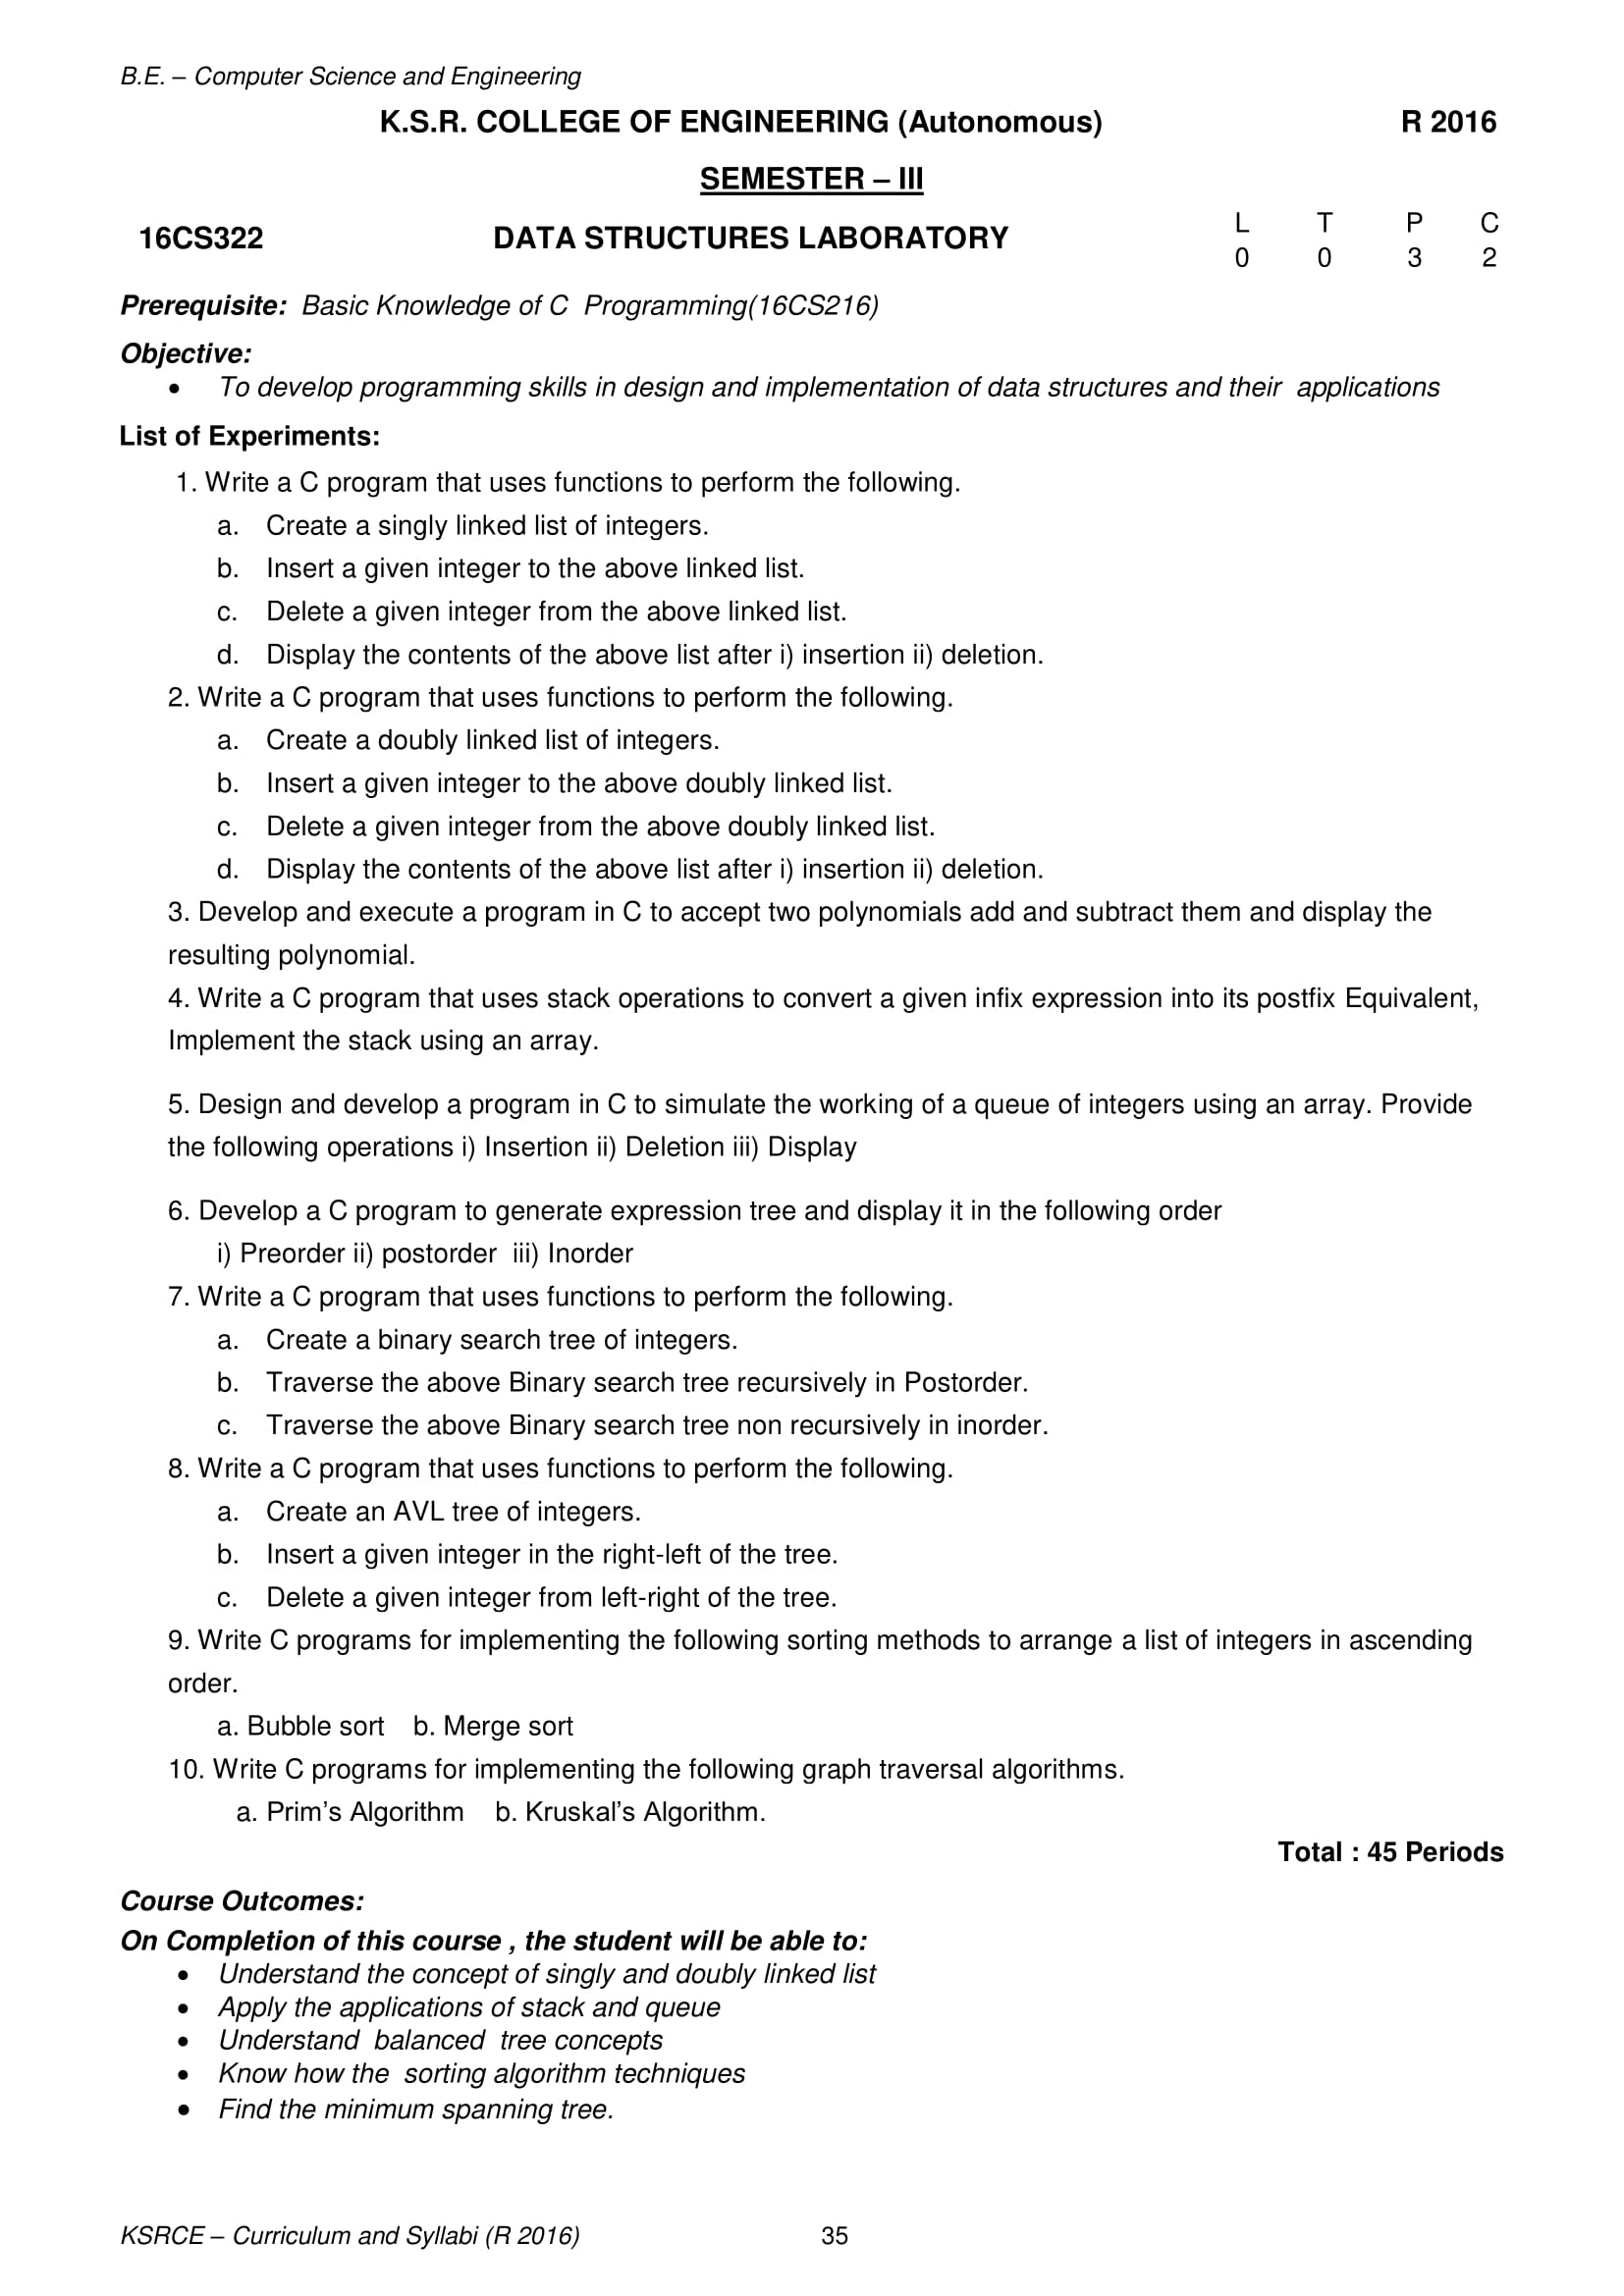 B.E. – Computer Science and Engineering
K.S.R. COLLEGE OF ENGINEERING (Autonomous) R 2016
SEMESTER – III
16CS322 DATA STRUCTURES LABORATORY L T P C
0 0 3 2
Prerequisite: Basic Knowledge of C Programming(16CS216)
Objective:
• To develop programming skills in design and implementation of data structures and their applications
List of Experiments:
1. Write a C program that uses functions to perform the following.
a. Create a singly linked list of integers.
b. Insert a given integer to the above linked list.
c. Delete a given integer from the above linked list.
d. Display the contents of the above list after i) insertion ii) deletion.
2. Write a C program that uses functions to perform the following.
a. Create a doubly linked list of integers.
b. Insert a given integer to the above doubly linked list.
c. Delete a given integer from the above doubly linked list.
d. Display the contents of the above list after i) insertion ii) deletion.
3. Develop and execute a program in C to accept two polynomials add and subtract them and display the
resulting polynomial.
4. Write a C program that uses stack operations to convert a given infix expression into its postfix Equivalent,
Implement the stack using an array.
5. Design and develop a program in C to simulate the working of a queue of integers using an array. Provide
the following operations i) Insertion ii) Deletion iii) Display
6. Develop a C program to generate expression tree and display it in the following order
i) Preorder ii) postorder iii) Inorder
7. Write a C program that uses functions to perform the following.
a. Create a binary search tree of integers.
b. Traverse the above Binary search tree recursively in Postorder.
c. Traverse the above Binary search tree non recursively in inorder.
8. Write a C program that uses functions to perform the following.
a. Create an AVL tree of integers.
b. Insert a given integer in the right-left of the tree.
c. Delete a given integer from left-right of the tree.
9. Write C programs for implementing the following sorting methods to arrange a list of integers in ascending
order.
a. Bubble sort b. Merge sort
10. Write C programs for implementing the following graph traversal algorithms.
a. Prim’s Algorithm b. Kruskal’s Algorithm.
Total : 45 Periods
Course Outcomes:
On Completion of this course , the student will be able to:
• Understand the concept of singly and doubly linked list
• Apply the applications of stack and queue
• Understand balanced tree concepts
• Know how the sorting algorithm techniques
• Find the minimum spanning tree.
KSRCE – Curriculum and Syllabi (R 2016) 35